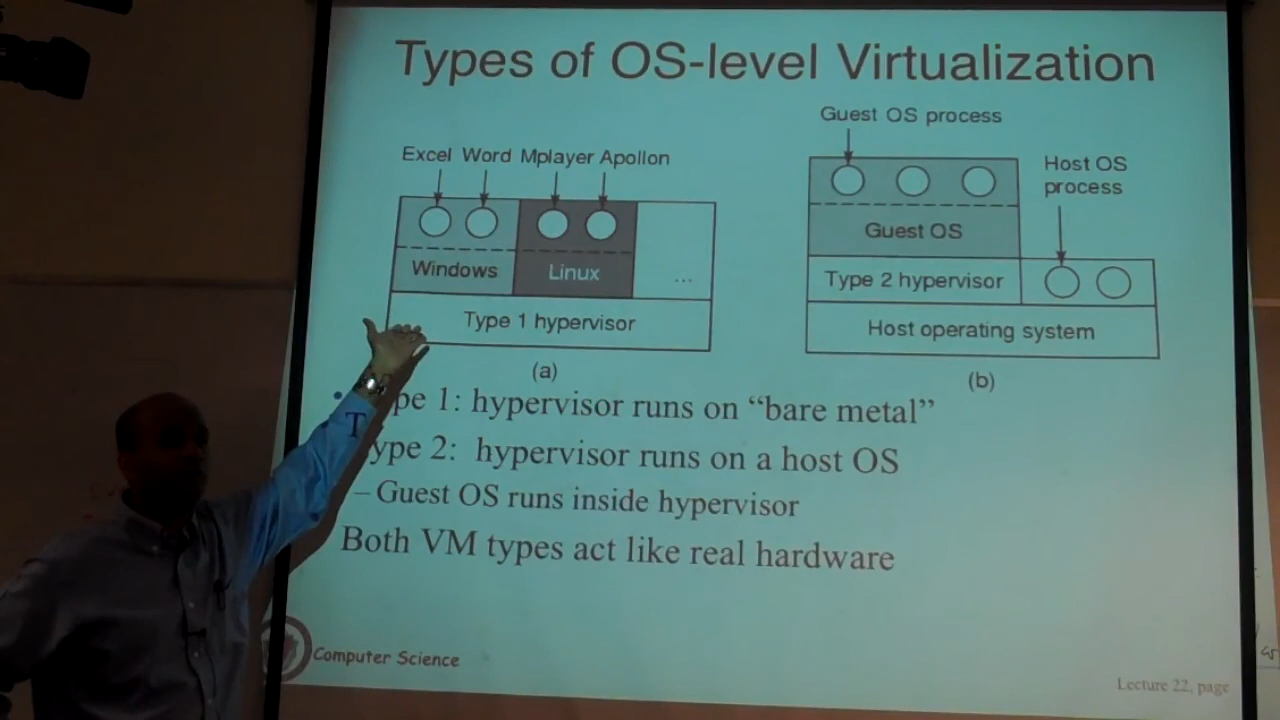 Types of OS-level Virtualization
Excel Word Mplayer Apollon
Windows
Linux
...
Type 1 hypervisor
(a)
Guest OS process
Host OS
process
Guest OS
Type 2 hypervisor
Host operating system
(b)
• pe 1: hypervisor runs on “bare metal”
T
ype 2: hypervisor runs on a host OS
– Guest OS runs inside hypervisor
Both VM types act like real hardware
Computer Science
Lecture 22, page